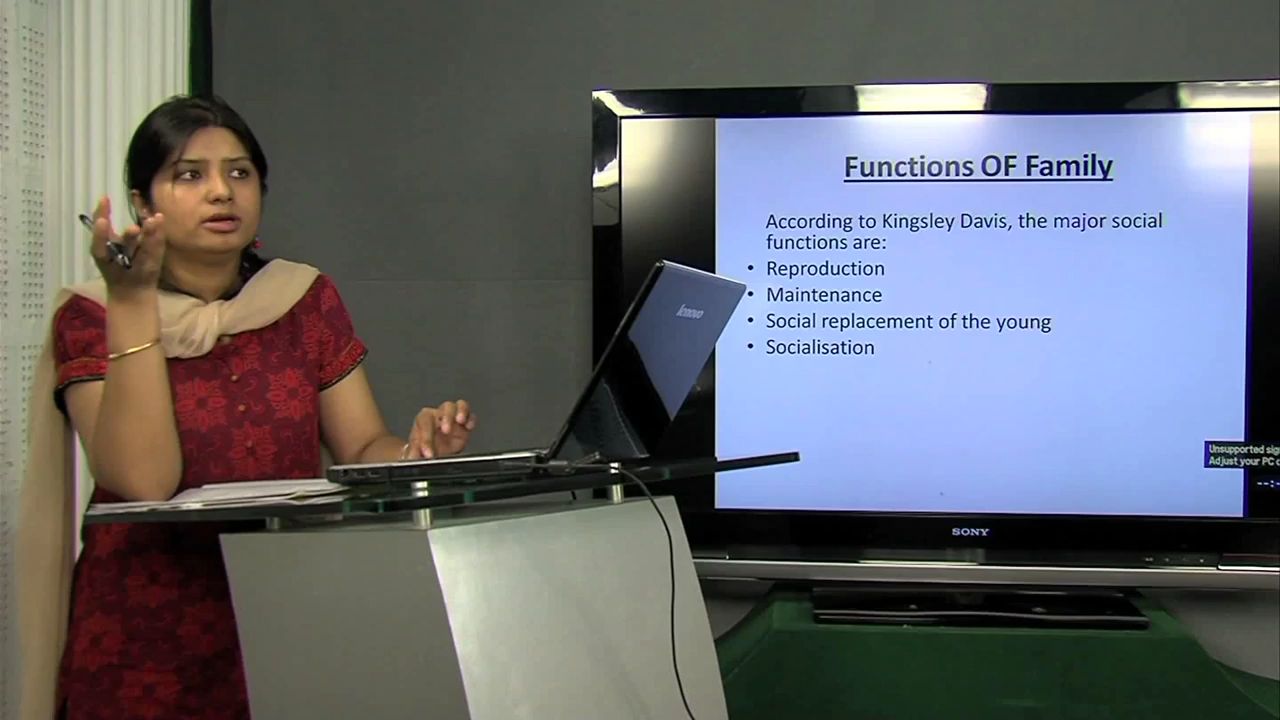 Functions OF Family
According to Kingsley Davis, the major social
functions are:
• Reproduction
• Maintenance
• Social replacement of the young
• Socialisation
lenovo
Unsupported
Adjust your PC
SONY